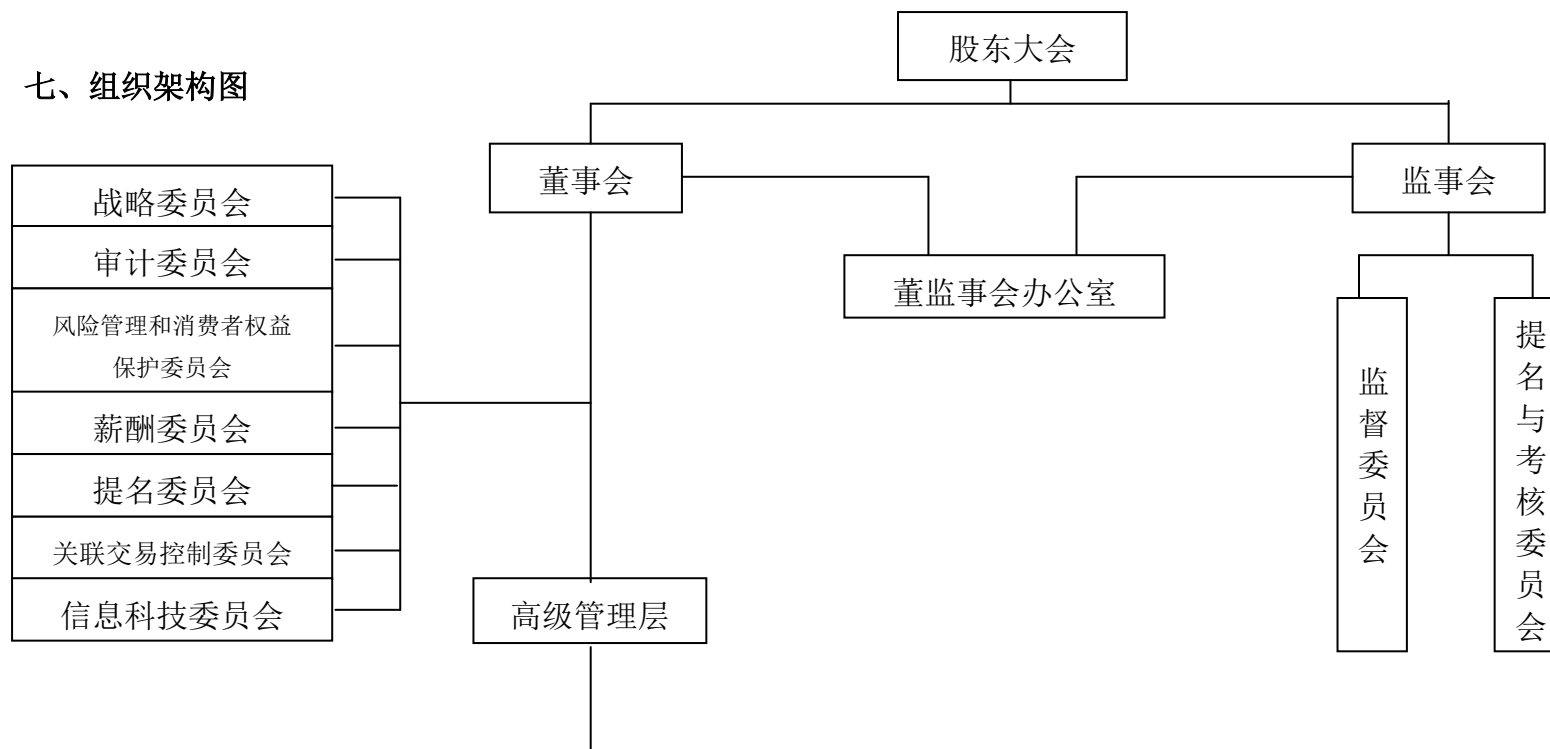 股东大会
七、组织架构图
董事会
监事会
战略委员会
审计委员会
风险管理和消费者权益
保护委员会
薪酬委员会
提名委员会
关联交易控制委员会
信息科技委员会
董监事会办公室
监督委员会
提名与考核委员会
高级管理层